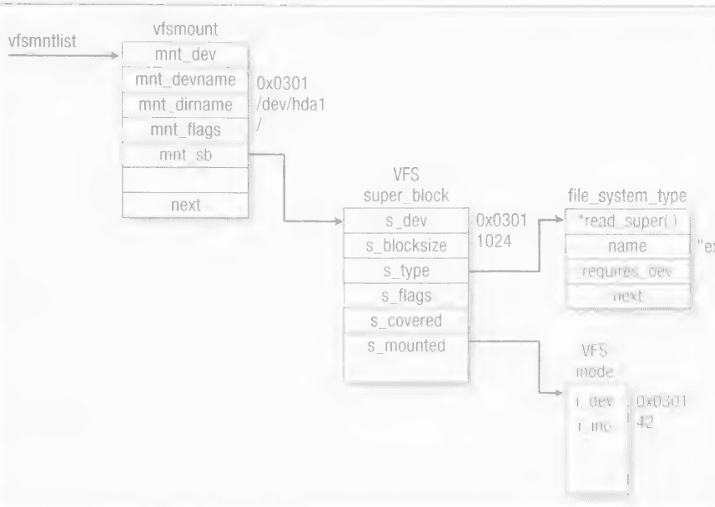 vfsmntlist
vfsmount
mnt_dev
mnt_devname
mnt_dirname
mnt_flags
mnt_sb
next
0x0301
/dev/hda1
/
VFS
super_block
s_dev
s_blocksize
s_type
s_flags
s_covered
s_mounted
0x0301
1024
file_system_type
*read_super( )
name
requires_dev
next
"e
VFS
inode
i_dev
i_ino
0x0301
42